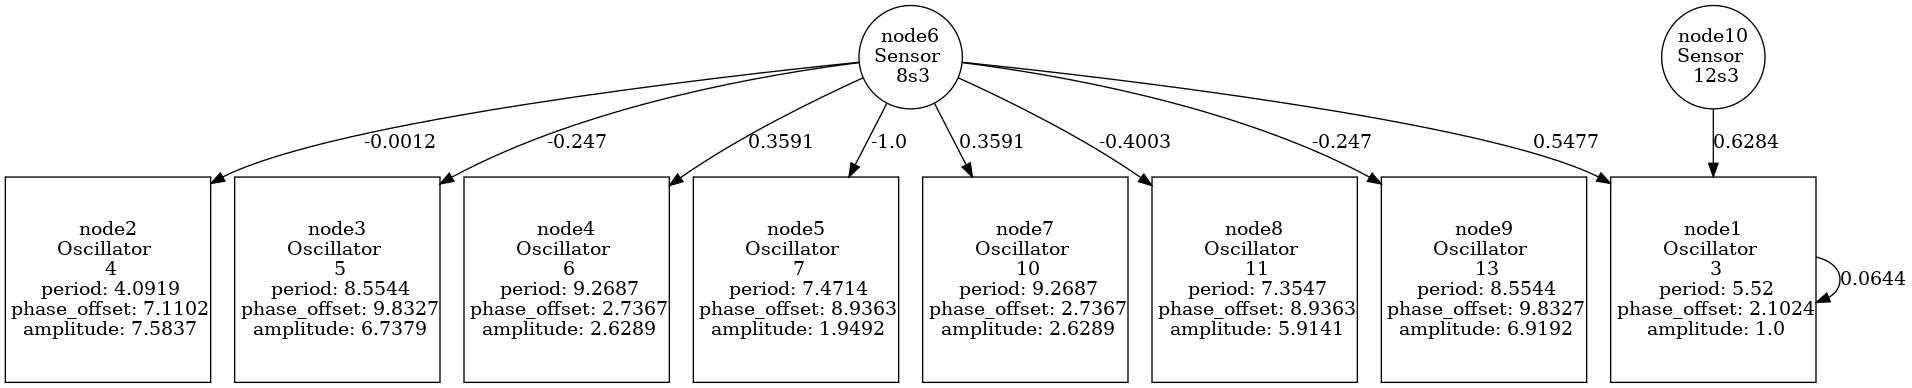 node6
Sensor
8s3
node10
Sensor
12s3
-0.0012
-0.247
0.3591
-1.0
0.3591
-0.4003
-0.247
0.5477
0.6284
node2
Oscillator
4
period: 4.0919
phase_offset: 7.1102
amplitude: 7.5837
node3
Oscillator
5
period: 8.5544
phase_offset: 9.8327
amplitude: 6.7379
node4
Oscillator
6
period: 9.2687
phase_offset: 2.7367
amplitude: 2.6289
node5
Oscillator
7
period: 7.4714
phase_offset: 8.9363
amplitude: 1.9492
node7
Oscillator
10
period: 9.2687
phase_offset: 2.7367
amplitude: 2.6289
node8
Oscillator
11
period: 7.3547
phase_offset: 8.9363
amplitude: 5.9141
node9
Oscillator
13
period: 8.5544
phase_offset: 9.8327
amplitude: 6.9192
node1
Oscillator
3
period: 5.52
phase_offset: 2.1024
amplitude: 1.0
0.0644